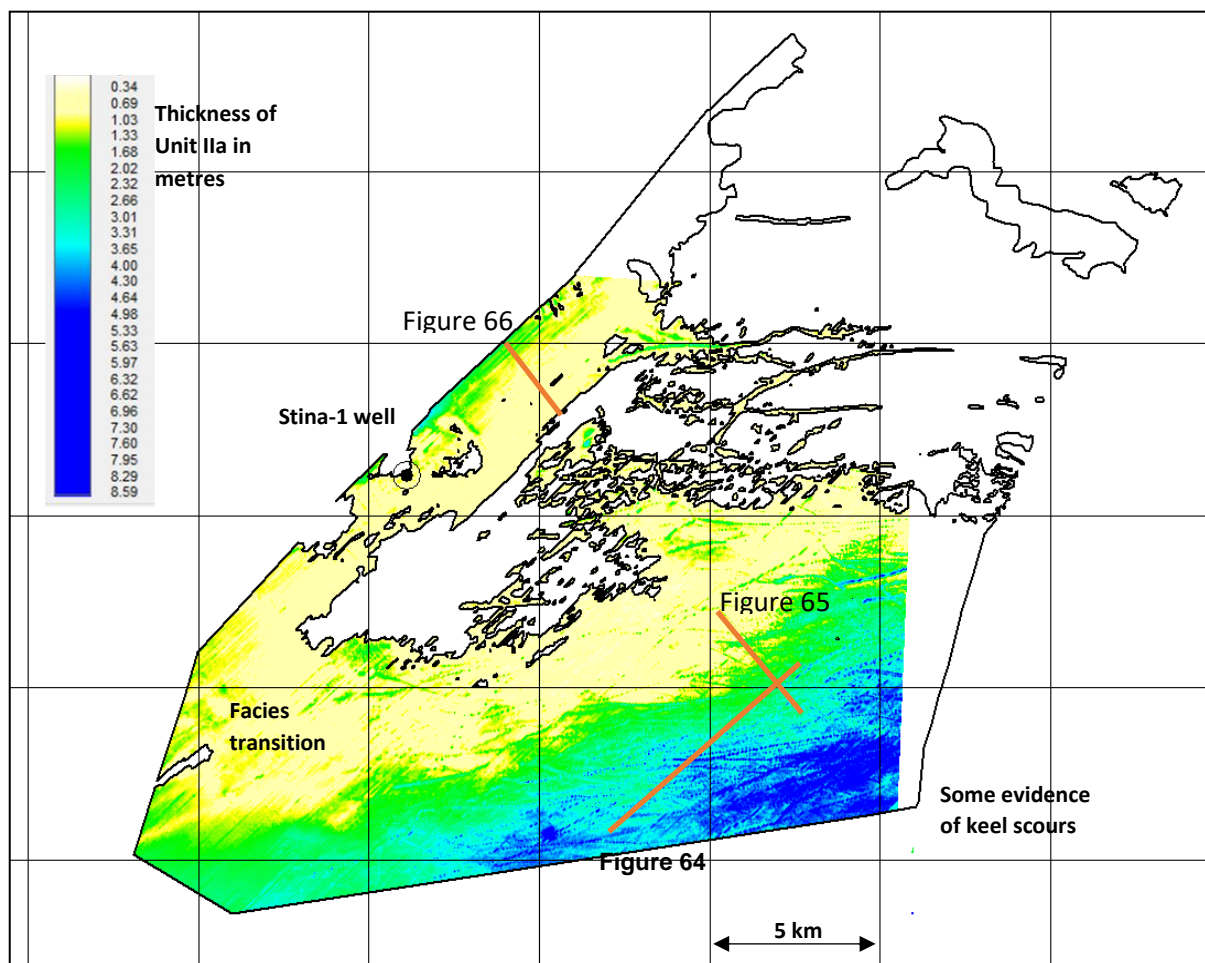 0.34
0.69
1.03
1.33
1.68
2.02
2.32
2.66
3.01
3.31
3.65
4.00
4.30
4.64
4.98
5.33
5.63
5.97
6.32
6.62
6.96
7.30
7.60
7.95
8.29
8.59
Thickness of
Unit IIa in
metres
Figure 66
Stina-1 well
Figure 65
Facies
transition
Some evidence
of keel scours
Figure 64
5 km